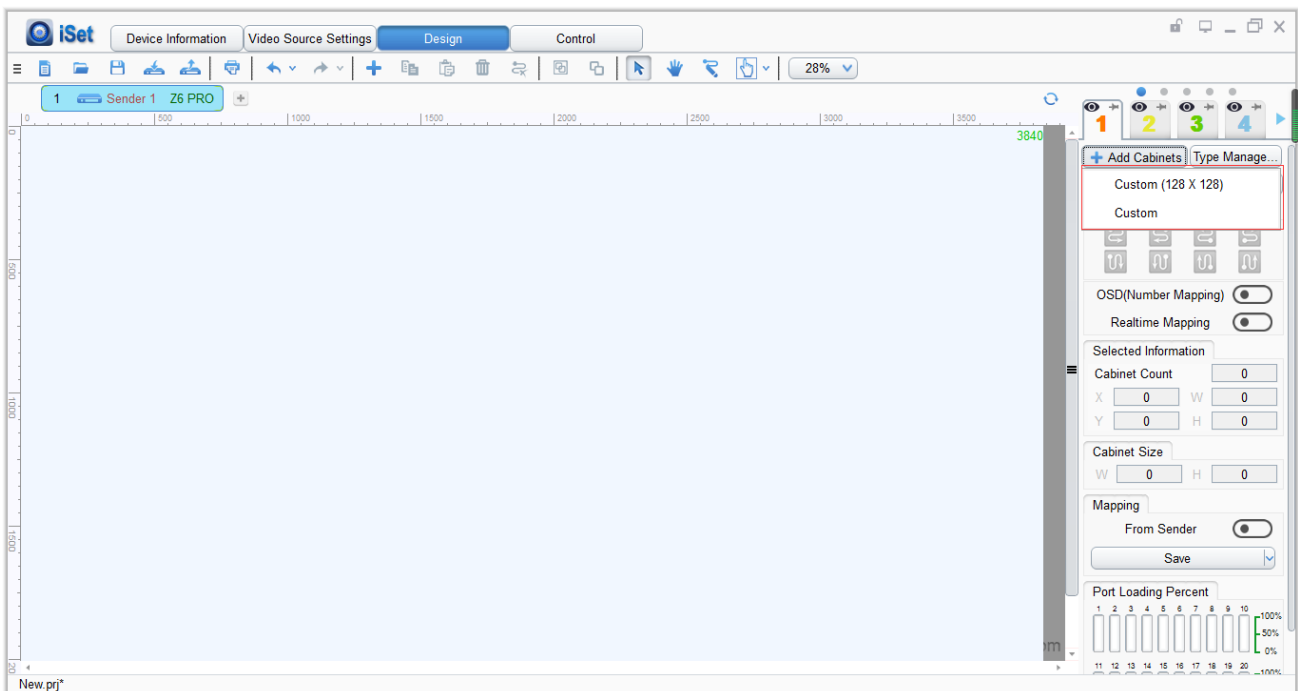 iSet
Device Information Video Source Settings Design Control
28%
1 Sender 1 Z6 PRO
0 500 1000 1500 2000 2500 3000 3500
3840
1 2 3 4
Add Cabinets Type Manage...
Custom (128 X 128)
Custom
OSD(Number Mapping)
Realtime Mapping
Selected Information
Cabinet Count 0
X 0 W 0
Y 0 H 0
Cabinet Size
W 0 H 0
Mapping
From Sender
Save
Port Loading Percent
1 2 3 4 5 6 7 8 9 10
100%
50%
0%
11 12 13 14 15 16 17 18 19 20
100%
0
500
1000
1500
20
om
New.prj*